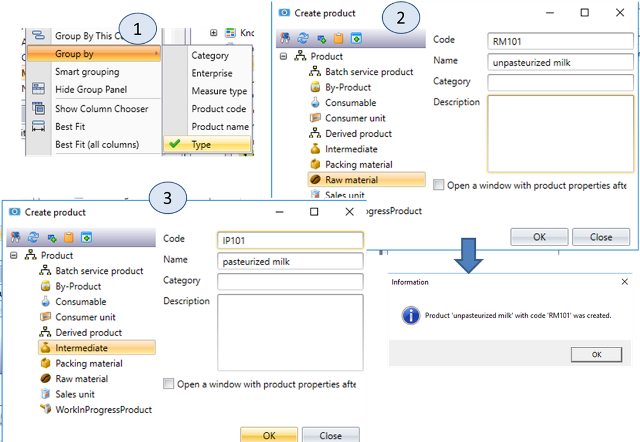 1
Group By This C
Kno
Group by
Smart grouping
Hide Group Panel
Show Column Chooser
Best Fit
Best Fit (all columns)
Category
Enterprise
Measure type
Product code
Product name
Type
2
Create product
Product
Batch service product
By-Product
Consumable
Consumer unit
Derived product
Intermediate
Packing material
Raw material
Sales unit
rogressProduct
Code
RM101
Name
unpasteurized milk
Category
Description
Open a window with product properties afte
OK
Close
3
Create product
Product
Batch service product
By-Product
Consumable
Consumer unit
Derived product
Intermediate
Packing material
Raw material
Sales unit
WorkInProgressProduct
Code
IP101
Name
pasteurized milk
Category
Description
Open a window with product properties afte
OK
Close
Information
Product 'unpasteurized milk' with code 'RM101' was created.
OK